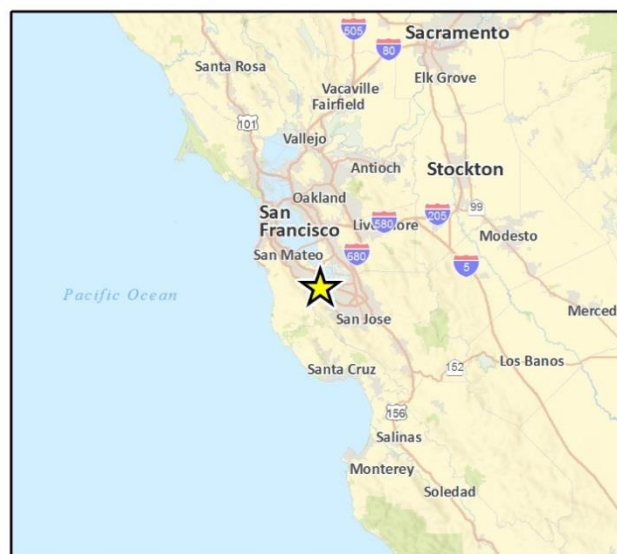 505
Sacramento
80
Santa Rosa
Elk Grove
Vacaville
Fairfield
101
Vallejo
Antioch
Stockton
Oakland
99
San
Francisco
Livermore
580
205
Modesto
San Mateo
680
5
Pacific Ocean
Merced
San Jose
Los Banos
152
Santa Cruz
156
Salinas
Monterey
Soledad